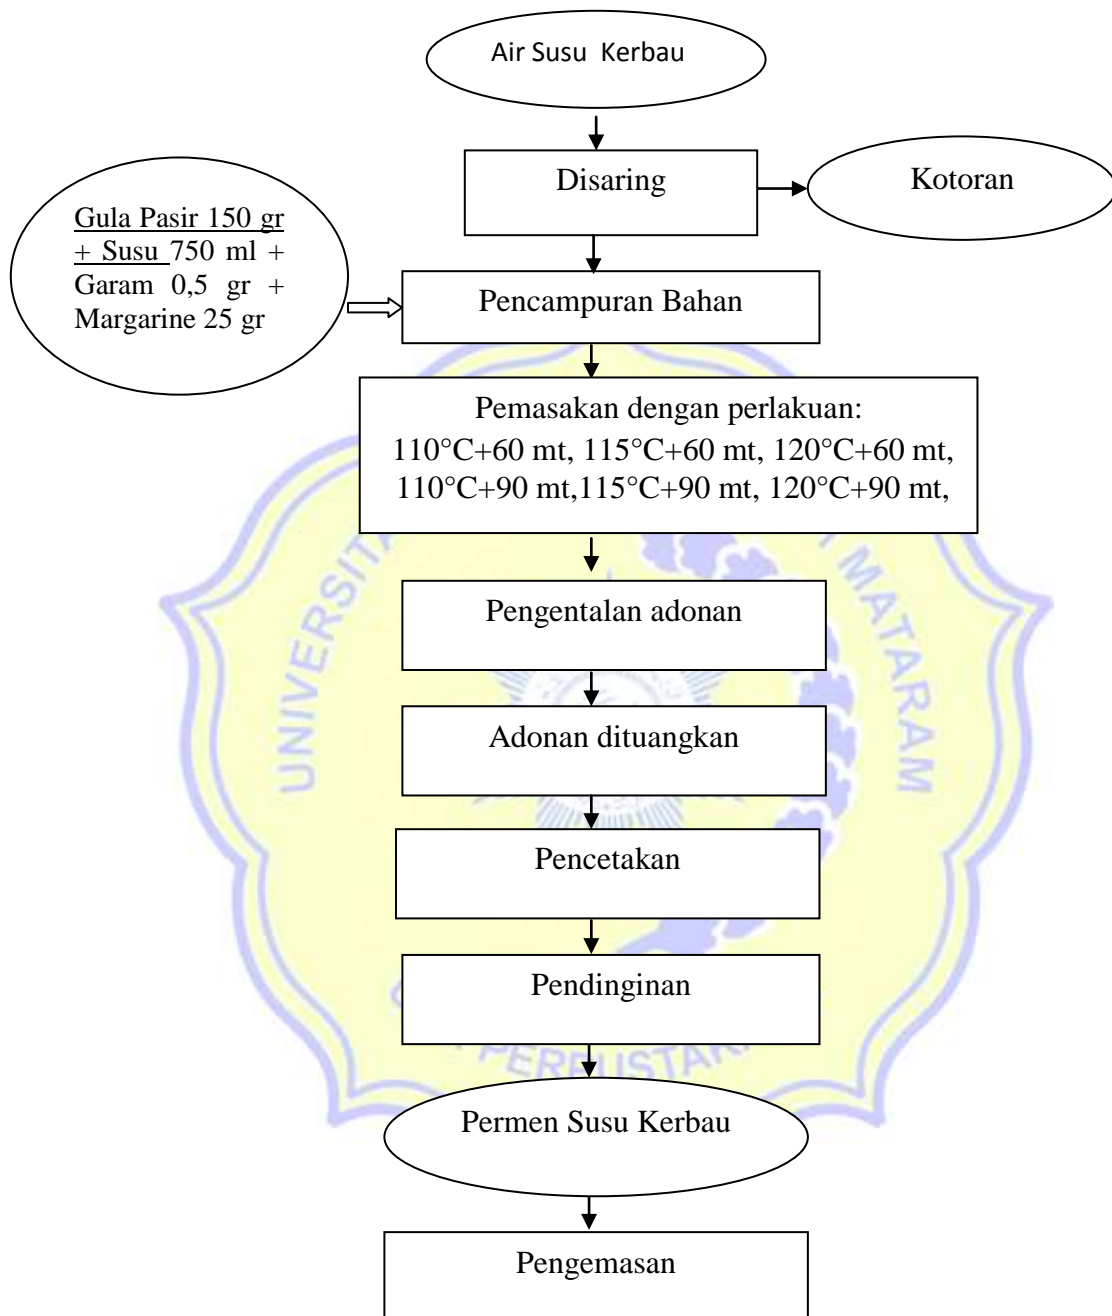 Air Susu Kerbau
Disaring
Kotoran
Gula Pasir 150 gr
+ Susu 750 ml +
Garam 0,5 gr +
Margarine 25 gr
Pencampuran Bahan
Pemasakan dengan perlakuan:
110°C+60 mt, 115°C+60 mt, 120°C+60 mt,
110°C+90 mt,115°C+90 mt, 120°C+90 mt,
Pengentalan adonan
Adonan dituangkan
Pencetakan
Pendinginan
Permen Susu Kerbau
Pengemasan
MATARAM